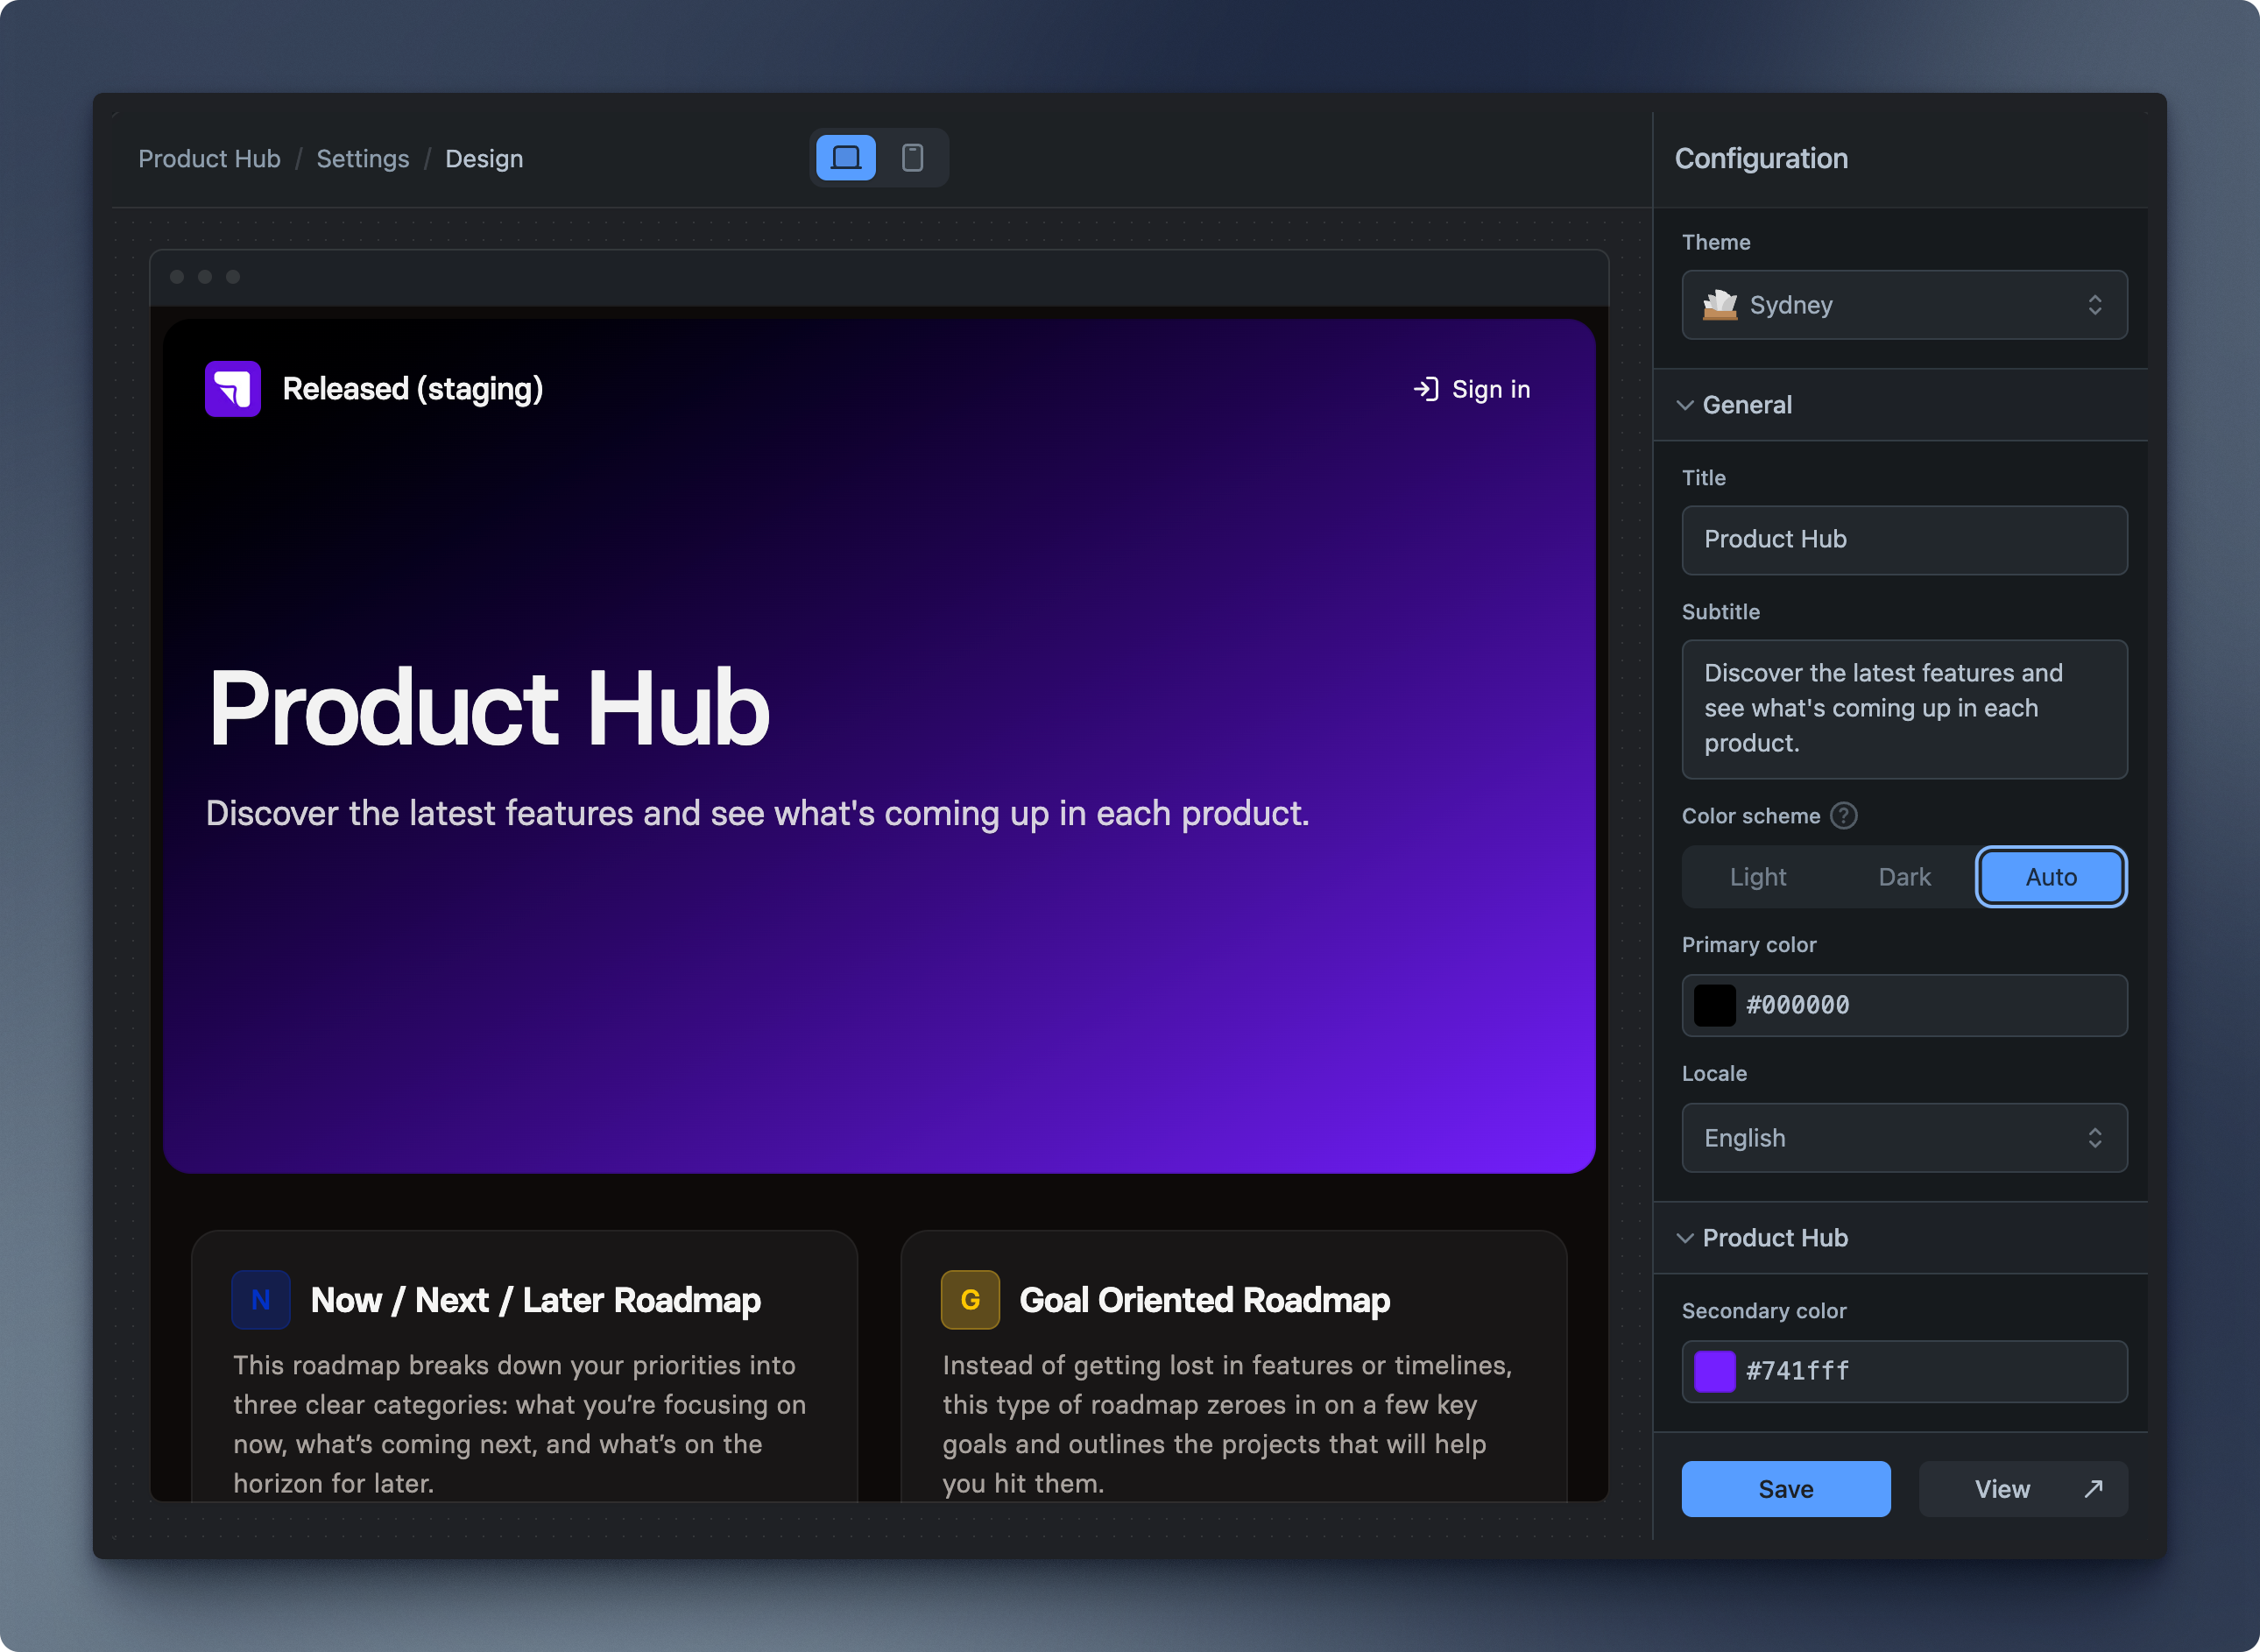 Product Hub / Settings / Design
Configuration
Theme
Sydney
General
Title
Product Hub
Subtitle
Discover the latest features and
see what's coming up in each
product.
Color scheme ?
Light Dark Auto
Primary color
#000000
Locale
English
Product Hub
Secondary color
#741fff
Save View
Released (staging)
Sign in
Product Hub
Discover the latest features and see what's coming up in each product.
N Now / Next / Later Roadmap
This roadmap breaks down your priorities into
three clear categories: what you’re focusing on
now, what’s coming next, and what’s on the
horizon for later.
G Goal Oriented Roadmap
Instead of getting lost in features or timelines,
this type of roadmap zeroes in on a few key
goals and outlines the projects that will help
you hit them.